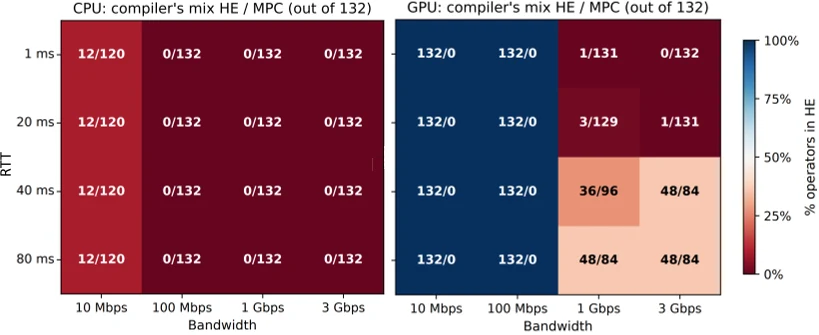 CPU: compiler's mix HE / MPC (out of 132)
GPU: compiler's mix HE / MPC (out of 132)
RTT
1 ms
12/120 0/132 0/132 0/132
132/0 132/0 1/131 0/132
20 ms
12/120 0/132 0/132 0/132
132/0 132/0 3/129 1/131
40 ms
12/120 0/132 0/132 0/132
132/0 132/0 36/96 48/84
80 ms
12/120 0/132 0/132 0/132
132/0 132/0 48/84 48/84
10 Mbps 100 Mbps 1 Gbps 3 Gbps
Bandwidth
10 Mbps 100 Mbps 1 Gbps 3 Gbps
Bandwidth
100%
75%
50%
25%
0%
% operators in HE